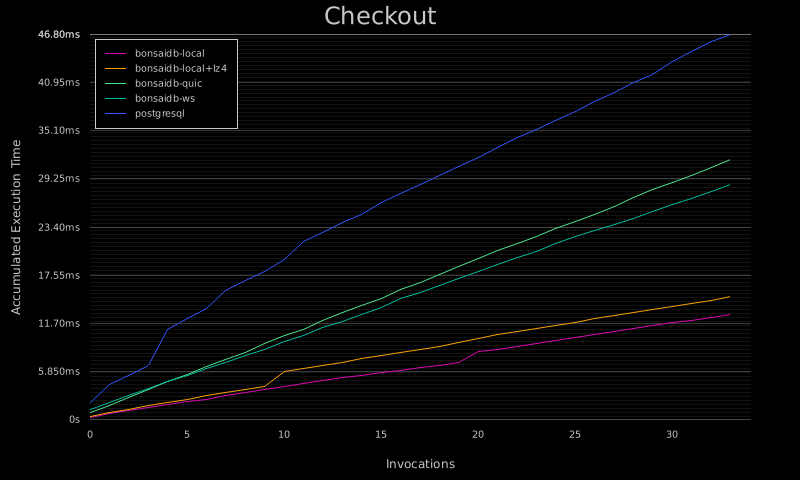 Checkout
46.80ms
40.95ms
35.10ms
29.25ms
23.40ms
17.55ms
11.70ms
5.850ms
0s
bonsaidb-local
bonsaidb-local+lz4
bonsaidb-quic
bonsaidb-ws
postgresql
Accumulated Execution Time
0 5 10 15 20 25 30
Invocations